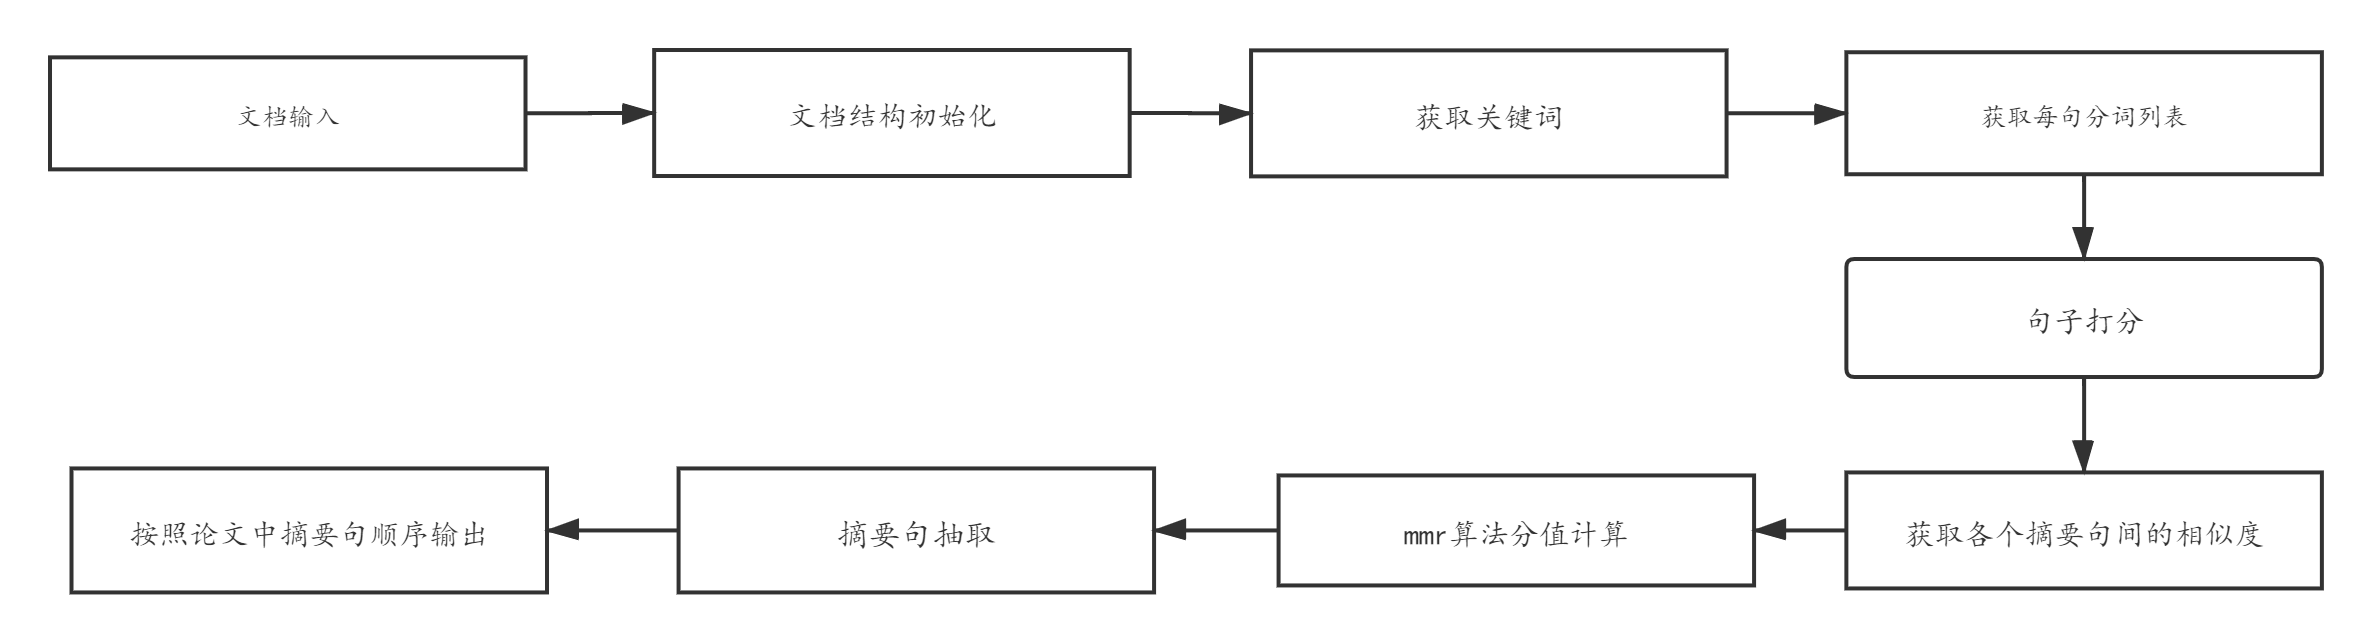 文档输入
文档结构初始化
获取关键词
获取每句分词列表
句子打分
获取各个摘要句间的相似度
mmr算法分值计算
摘要句抽取
按照论文中摘要句顺序输出